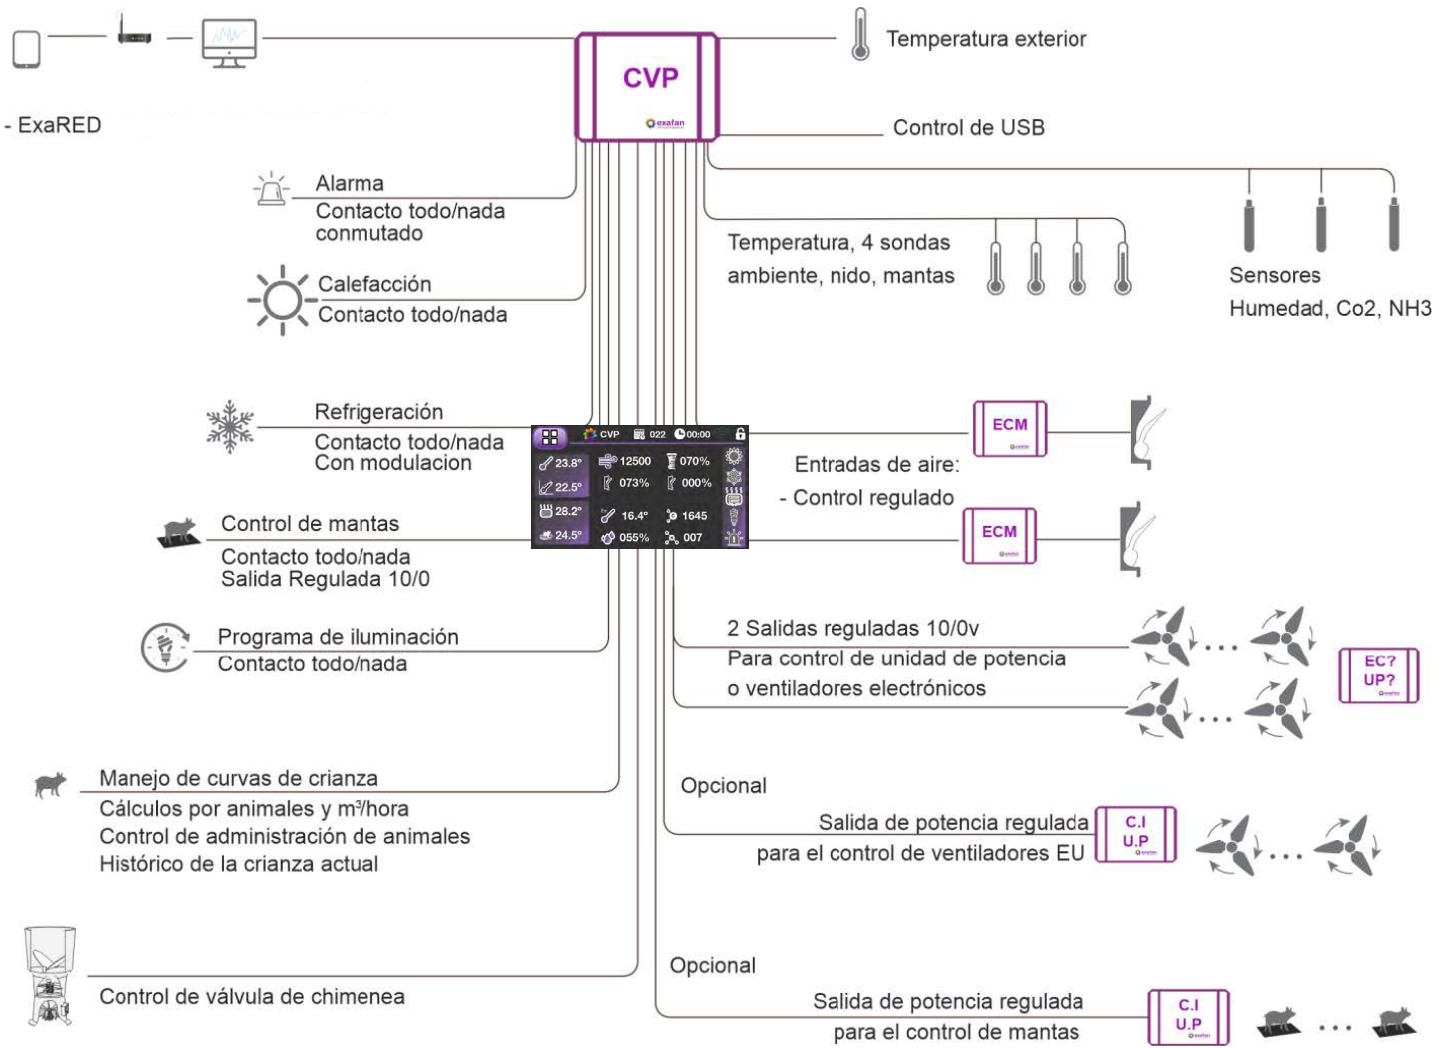 CVP
exafan
Temperatura exterior
- ExaRED
Control de USB
Alarma
Contacto todo/nada
conmutado
Temperatura, 4 sondas
ambiente, nido, mantas
Sensores
Humedad, Co2, NH3
Calefacción
Contacto todo/nada
Refrigeración
Contacto todo/nada
Con modulacion
CVP 022 00:00
23.8° 12500 070%
22.5° 073% 000%
28.2° 16.4° 1645
24.5° 055% 007
ECM
exafan
Entradas de aire:
- Control regulado
ECM
exafan
Control de mantas
Contacto todo/nada
Salida Regulada 10/0
Programa de iluminación
Contacto todo/nada
2 Salidas reguladas 10/0v
Para control de unidad de potencia
o ventiladores electrónicos
EC?
UP?
exafan
Manejo de curvas de crianza
Cálculos por animales y m³/hora
Control de administración de animales
Histórico de la crianza actual
Opcional
Salida de potencia regulada
para el control de ventiladores EU
C.I
U.P
exafan
Control de válvula de chimenea
Opcional
Salida de potencia regulada
para el control de mantas
C.I
U.P
exafan